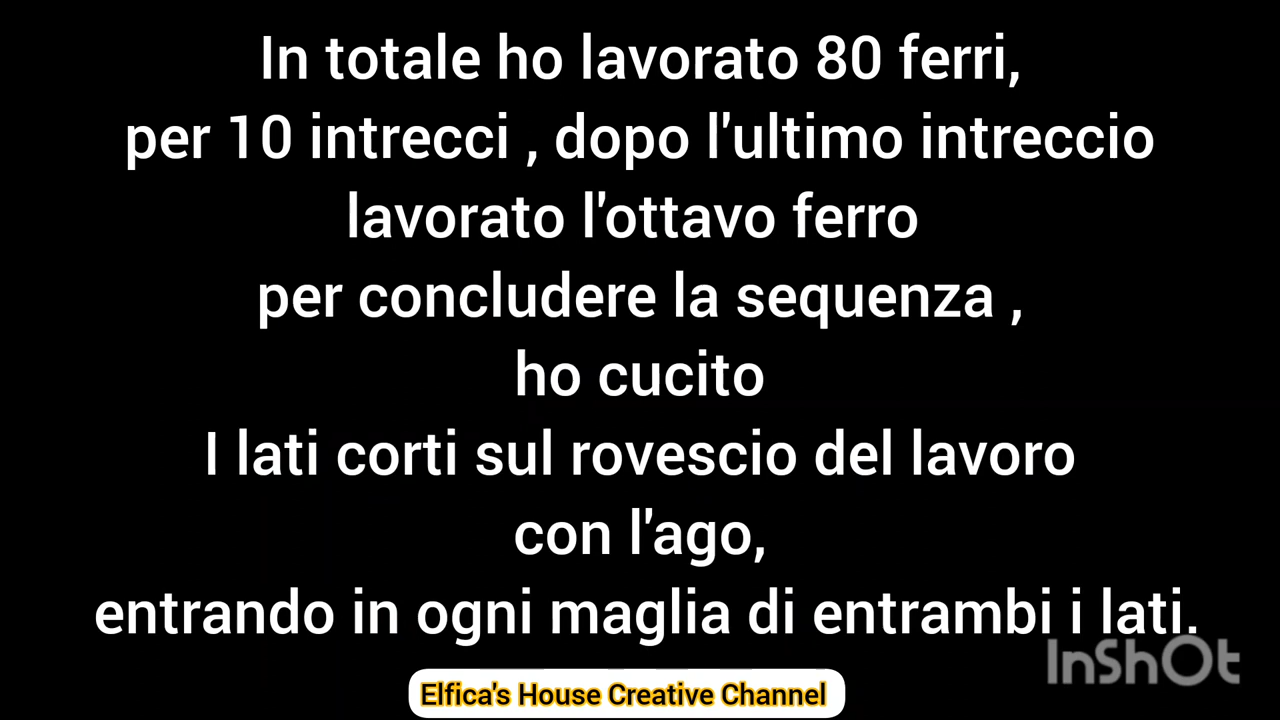 In totale ho lavorato 80 ferri,
per 10 intrecci , dopo l'ultimo intreccio
lavorato l'ottavo ferro
per concludere la sequenza ,
ho cucito
I lati corti sul rovescio del lavoro
con l'ago,
entrando in ogni maglia di entrambi i lati.
InShOt
Elfica's House Creative Channel